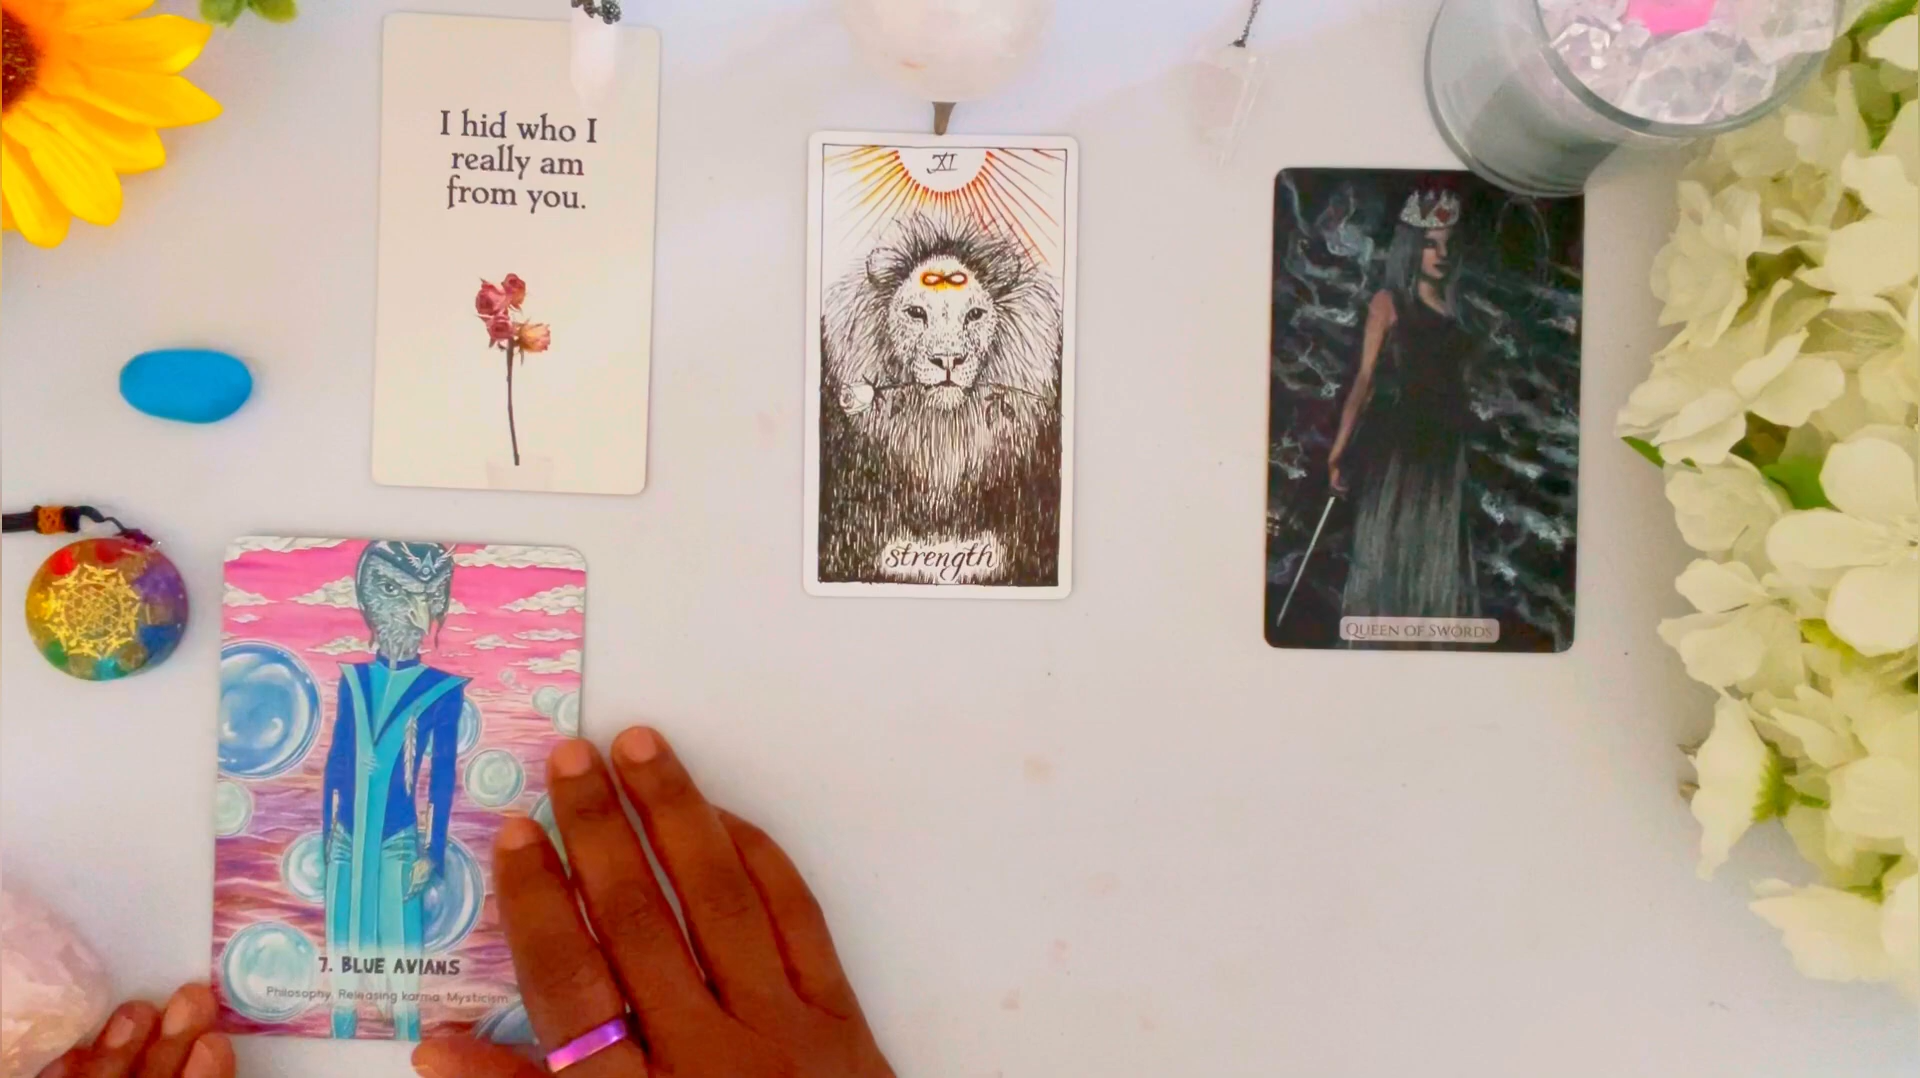 I hid who I
really am
from you.
XI
strength
QUEEN OF SWORDS
7. BLUE AVIANS
Philosophy. Releasing karma. Mysticism